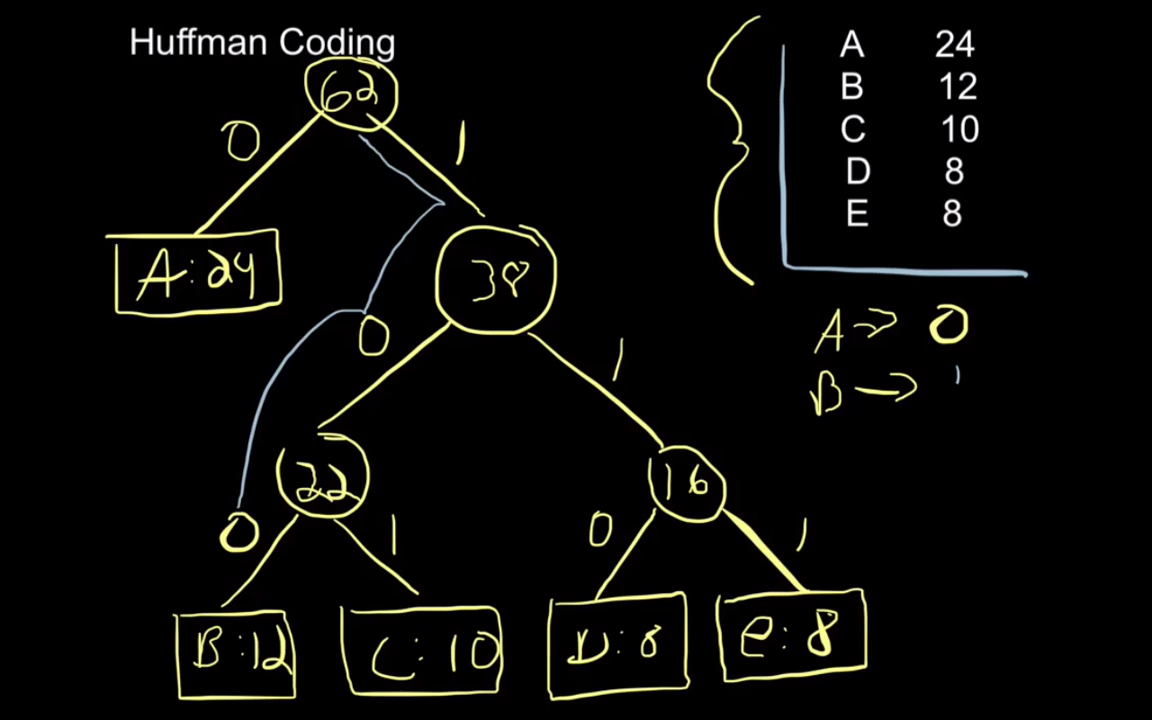 Huffman Coding
A 24
B 12
C 10
D 8
E 8
62
0 1
A:24
38
0 1
22
16
0 1
0 1
B:12
C:10
D:8
e:8
A → 0
B → 1